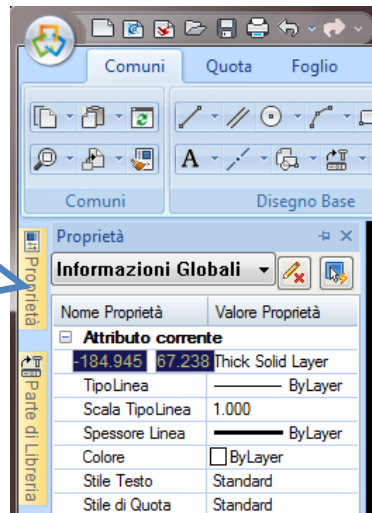 Comuni Quota Foglio
A
Comuni Disegno Base
Proprietà
Proprietà
Informazioni Globali
Nome Proprietà Valore Proprietà
Attributo corrente
-184.945 67.238 Thick Solid Layer
TipoLinea ByLayer
Scala TipoLinea 1.000
Spessore Linea ByLayer
Colore ByLayer
Stile Testo Standard
Stile di Quota Standard
Parte di Libreria